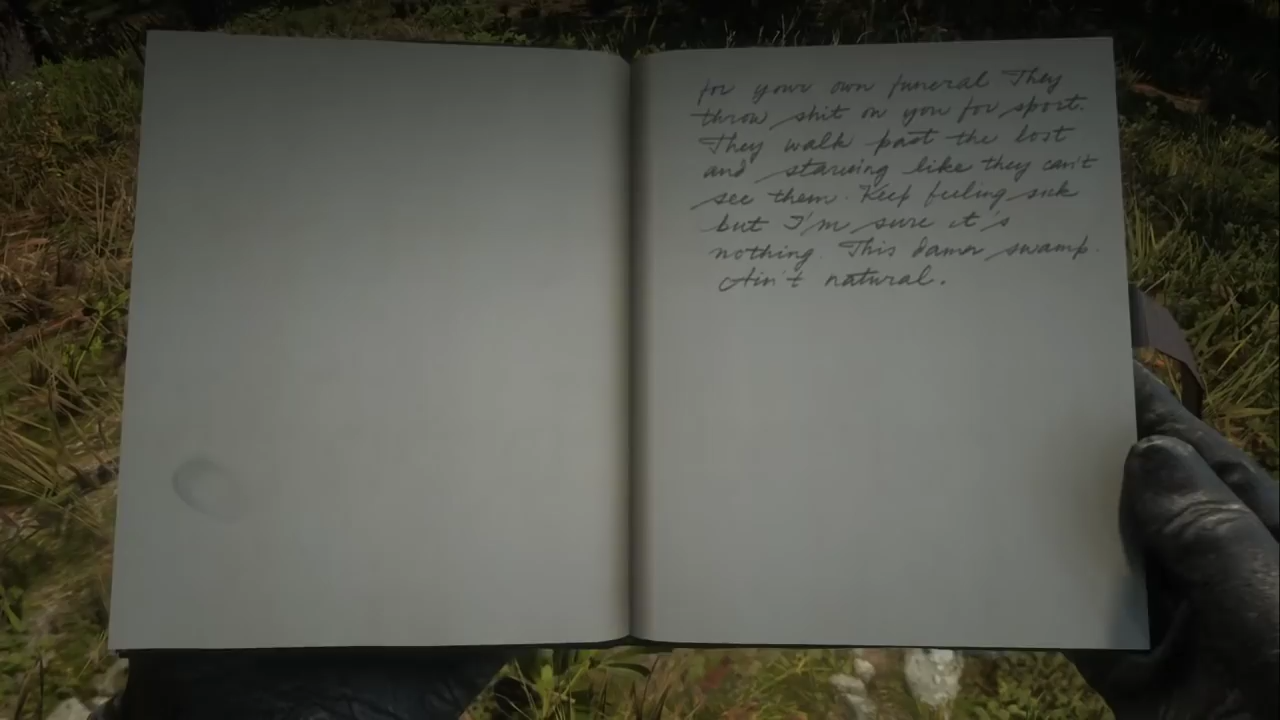 for your own funeral They
throw shit on you for sport.
They walk past the lost
and starving like they can't
see them. Keep feeling sick
but I'm sure it's
nothing. This damn swamp.
Ain't natural.